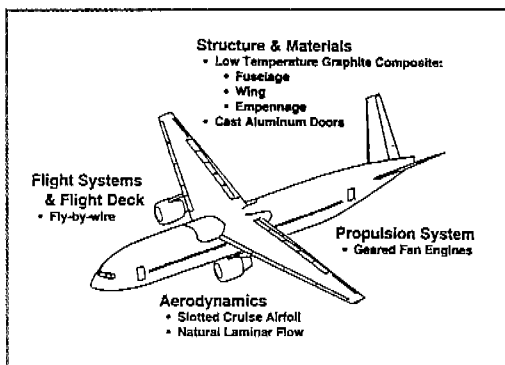 Structure & Materials
• Low Temperature Graphite Composite:
• Fuselage
• Wing
• Empennage
• Cast Aluminum Doors
Flight Systems
& Flight Deck
• Fly-by-wire
Propulsion System
• Geared Fan Engines
Aerodynamics
• Slotted Cruise Airfoil
• Natural Laminar Flow